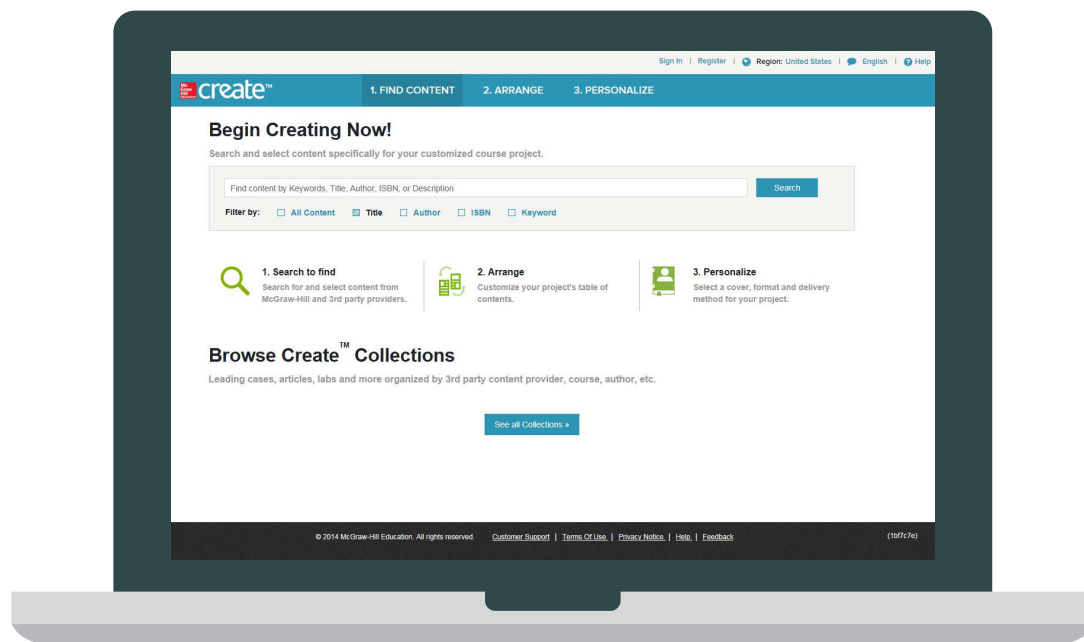 Sign In | Register | Region: United States | English | Help
Mc Graw Hill Education create™ 1. FIND CONTENT 2. ARRANGE 3. PERSONALIZE
Begin Creating Now!
Search and select content specifically for your customized course project.
Find content by Keywords, Title, Author, ISBN, or Description Search
Filter by: All Content Title Author ISBN Keyword
1. Search to find
Search for and select content from
McGraw-Hill and 3rd party providers.
2. Arrange
Customize your project's table of
contents.
3. Personalize
Select a cover, format and delivery
method for your project.
Browse Create™ Collections
Leading cases, articles, labs and more organized by 3rd party content provider, course, author, etc.
See all Collections »
© 2014 McGraw-Hill Education. All rights reserved. Customer Support | Terms Of Use | Privacy Notice | Help | Feedback (1bf7c7e)